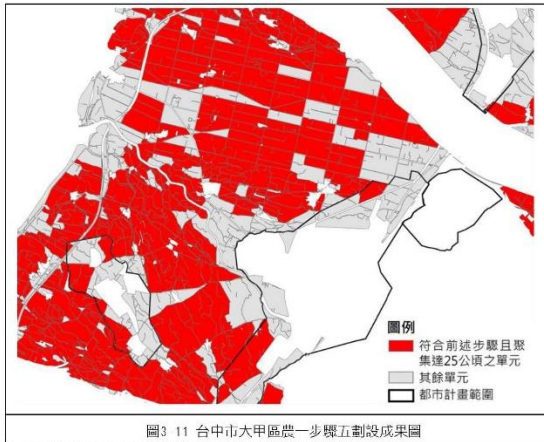 圖例
符合前述步驟且聚
集達25公頃之單元
其餘單元
都市計畫範圍
圖3 11 台中市大甲區農一步驟五劃設成果圖